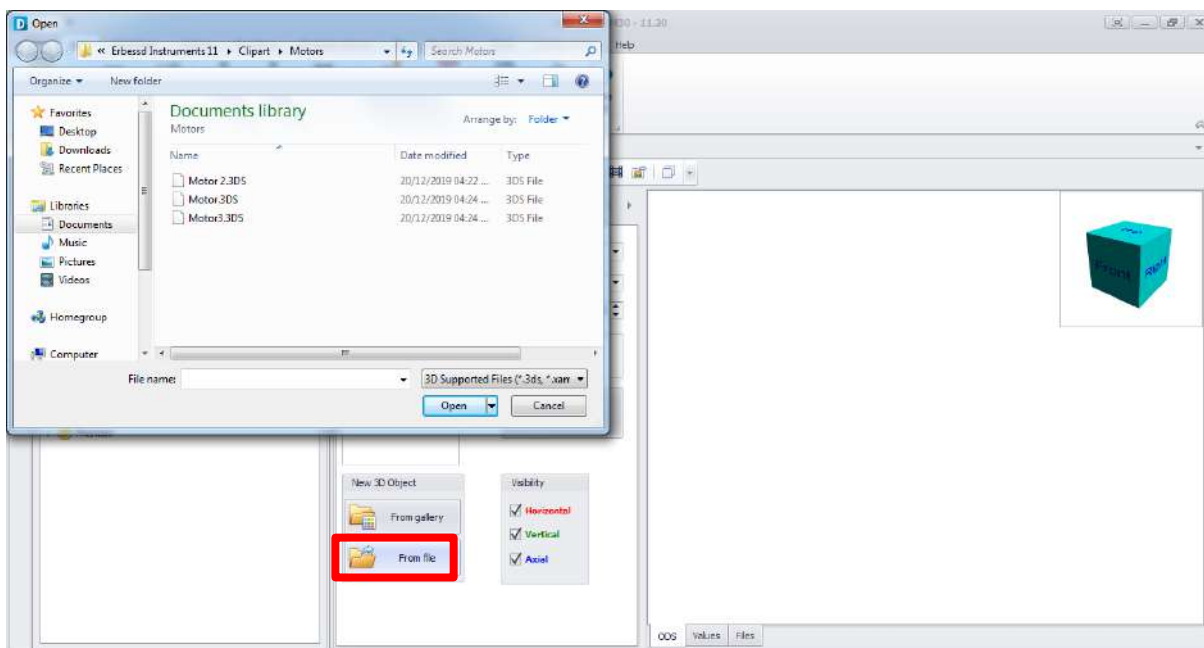 Open
30 - 11.20
Help
« Erbessd Instruments 11 ▸ Clipart ▸ Motors
Search Motors
Organize
New folder
Favorites
Desktop
Downloads
Recent Places
Libraries
Documents
Music
Pictures
Videos
Homegroup
Computer
Documents library
Motors
Arrange by: Folder
Name Date modified Type
Motor 2.3DS 20/12/2019 04:22 ... 3DS File
Motor.3DS 20/12/2019 04:24 ... 3DS File
Motor3.3DS 20/12/2019 04:24 ... 3DS File
File name:
3D Supported Files (*.3ds, *.xam
Open
Cancel
Front
Right
New 3D Object
From gallery
From file
Visibility
Horizontal
Vertical
Axial
ODS Values Files